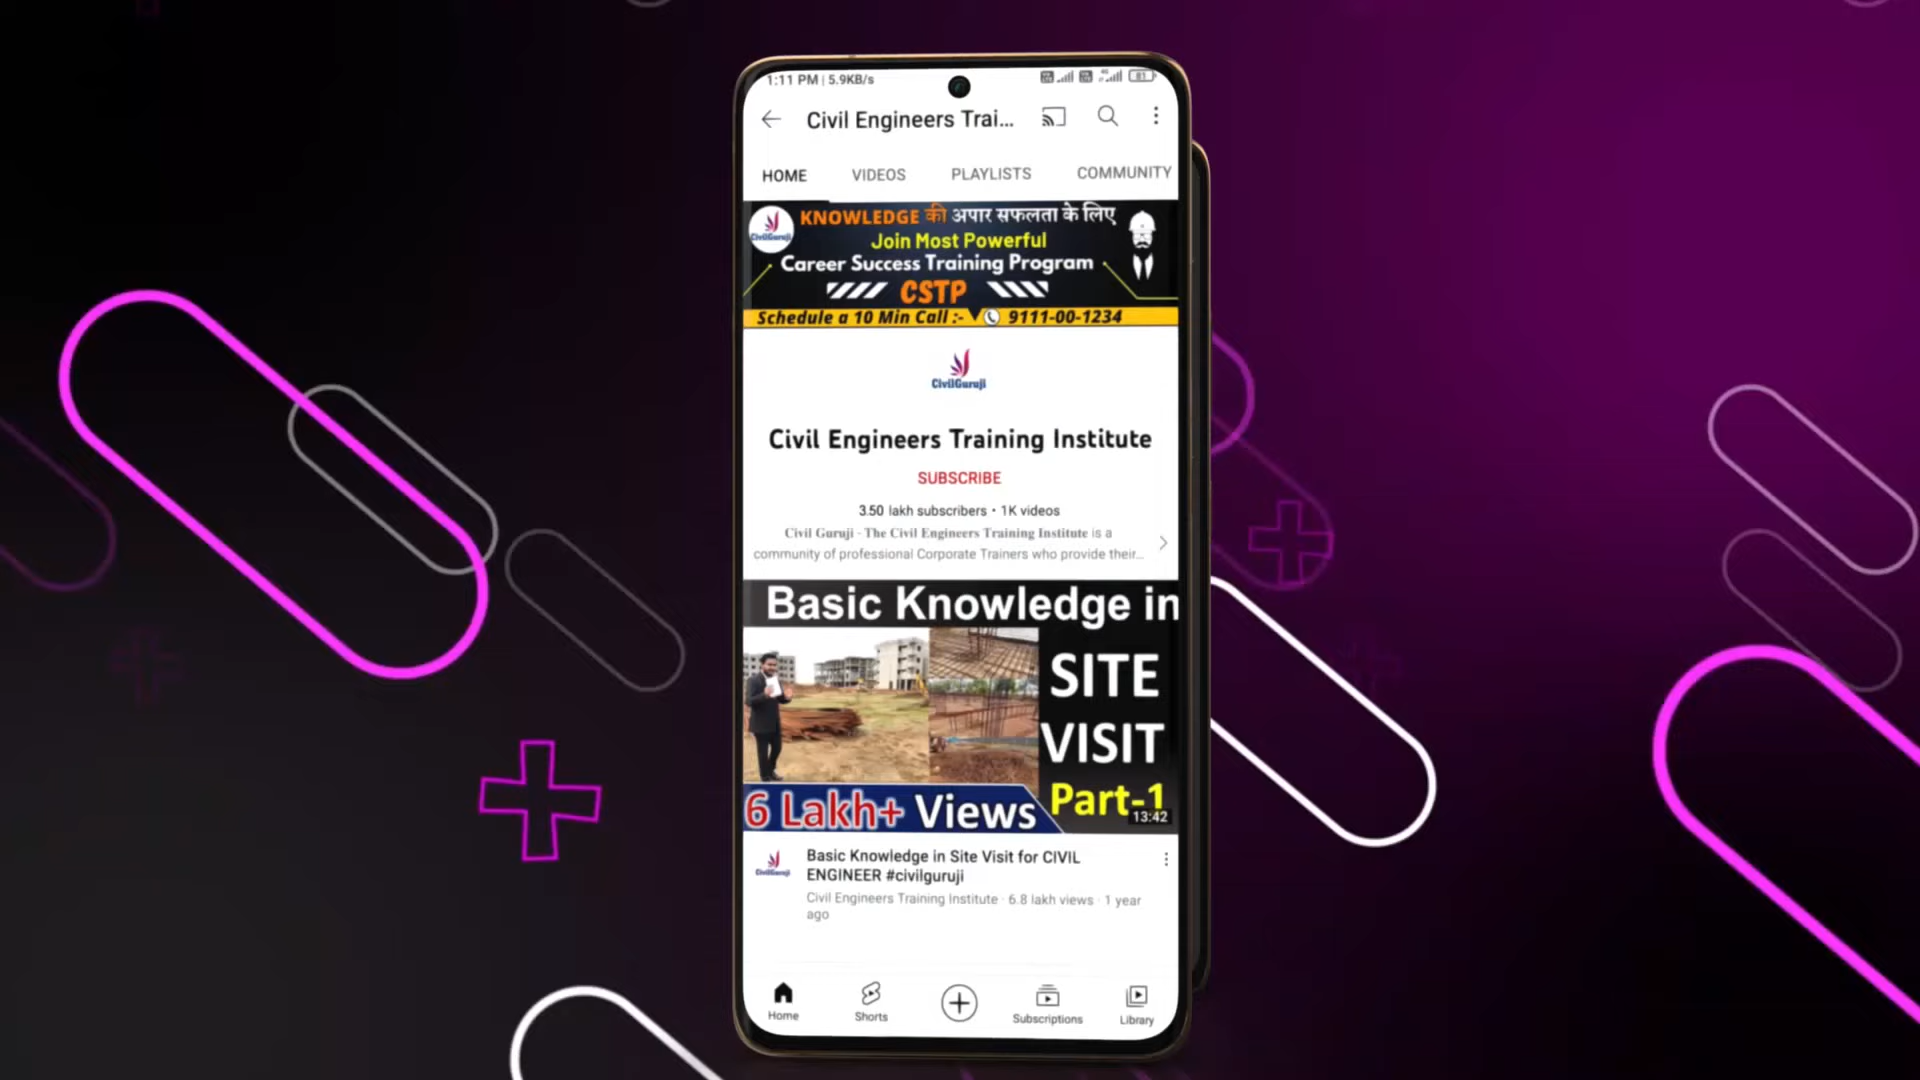 1:11 PM | 5.9KB/s
81
Civil Engineers Trai...
HOME VIDEOS PLAYLISTS COMMUNITY
CivilGuruji
KNOWLEDGE की अपार सफलता के लिए
Join Most Powerful
Career Success Training Program
CSTP
Schedule a 10 Min Call :- 9111-00-1234
CivilGuruji
Civil Engineers Training Institute
SUBSCRIBE
3.50 lakh subscribers • 1K videos
Civil Guruji - The Civil Engineers Training Institute is a
community of professional Corporate Trainers who provide their...
Basic Knowledge in
SITE
VISIT
Part-1
6 Lakh+ Views
13:42
CivilGuruji
Basic Knowledge in Site Visit for CIVIL
ENGINEER #civilguruji
Civil Engineers Training Institute · 6.8 lakh views · 1 year
ago
Home Shorts Subscriptions Library